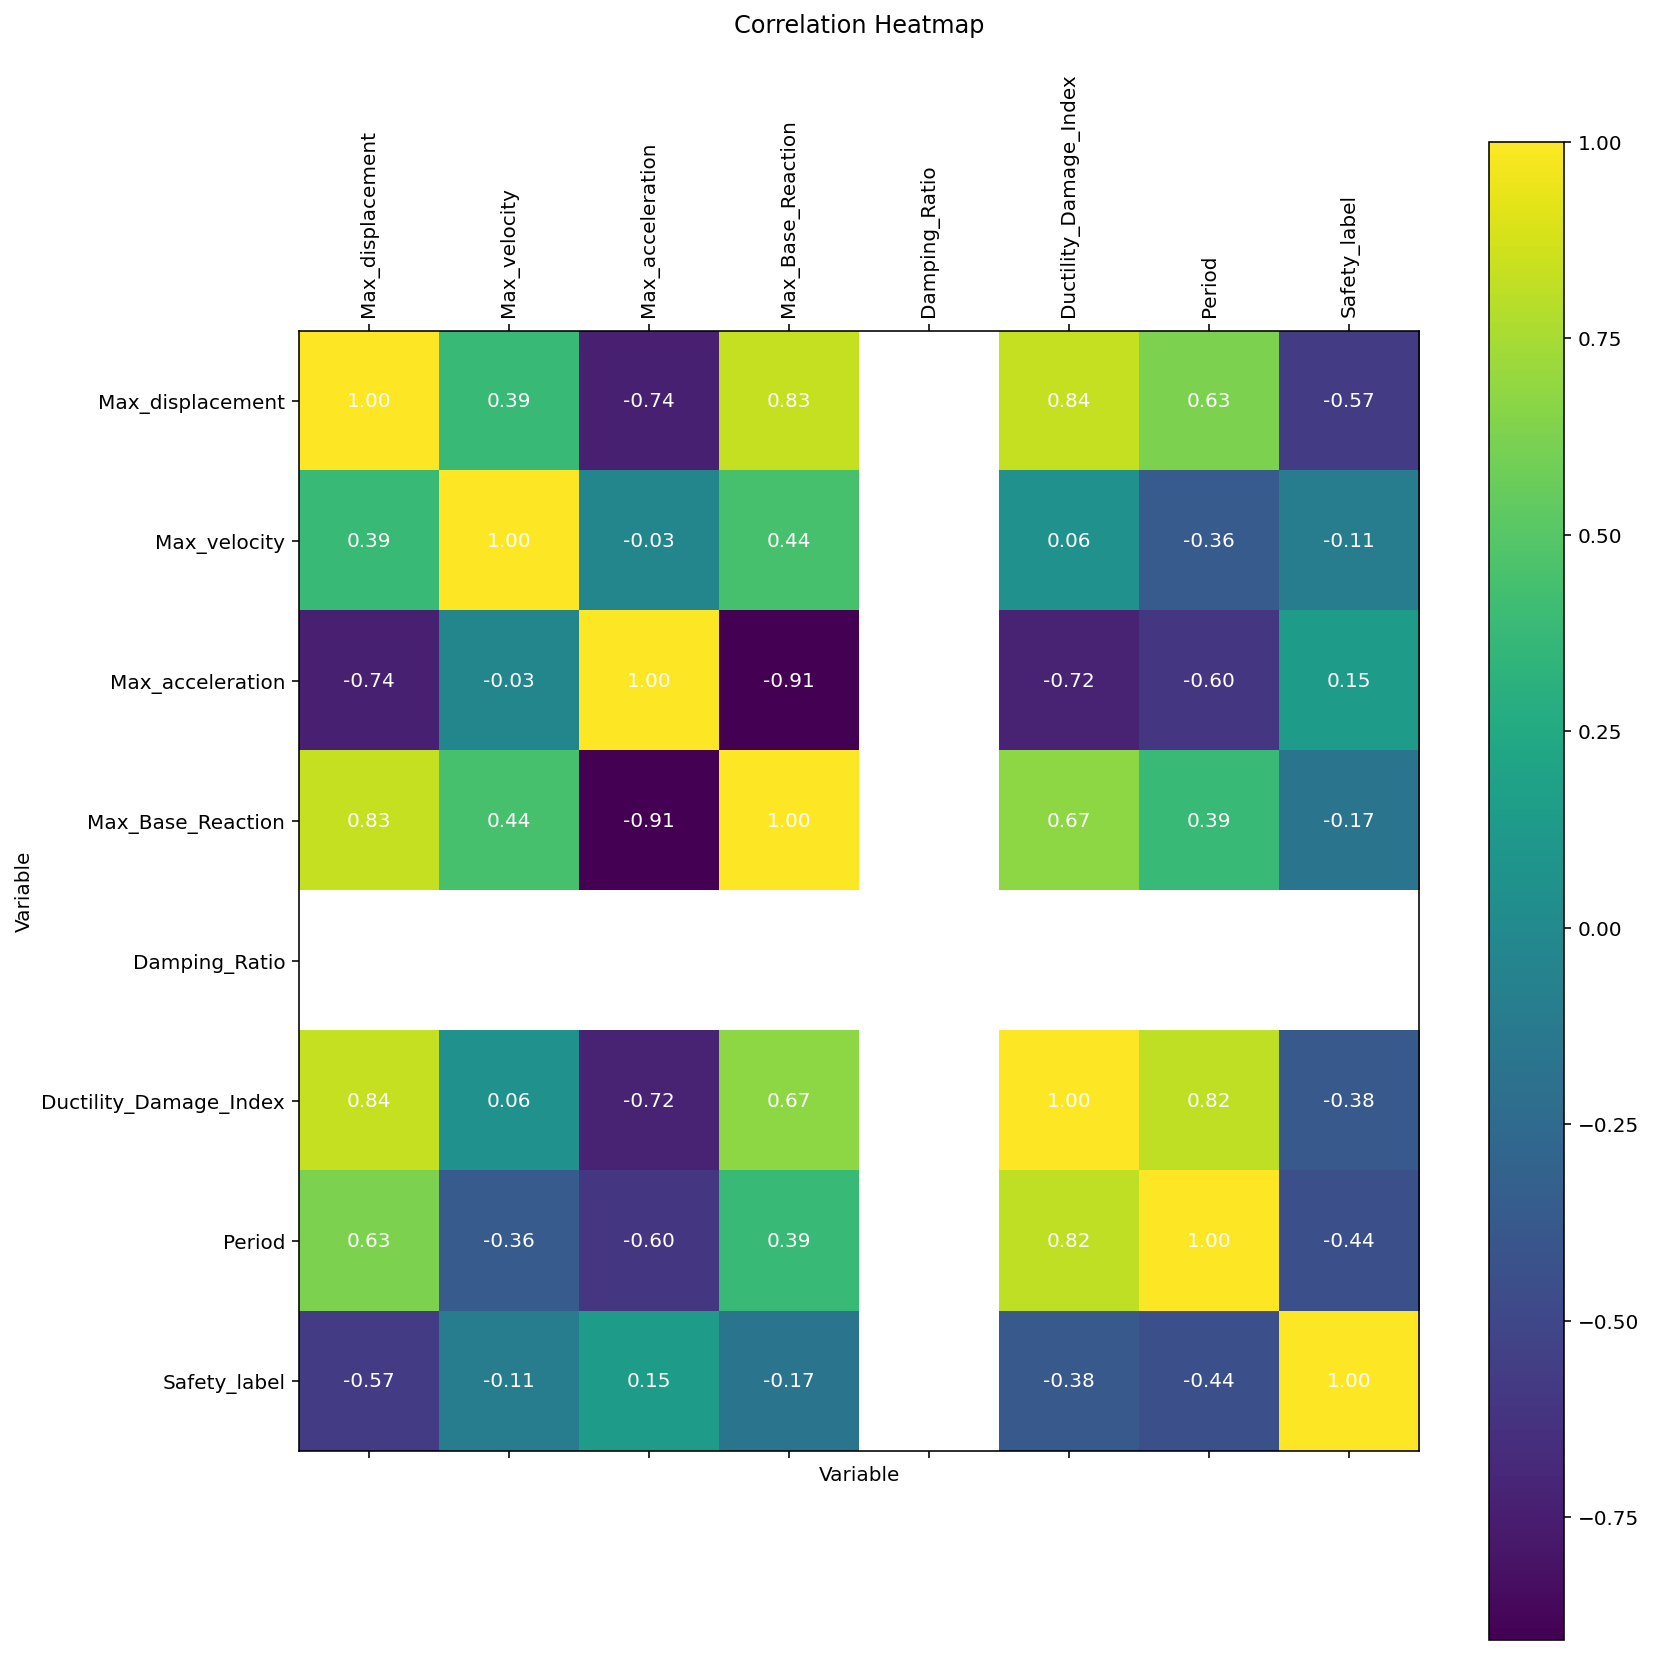 Correlation Heatmap
Max_displacement
Max_velocity
Max_acceleration
Max_Base_Reaction
Damping_Ratio
Ductility_Damage_Index
Period
Safety_label
Max_displacement 1.00 0.39 -0.74 0.83 0.84 0.63 -0.57
Max_velocity 0.39 1.00 -0.03 0.44 0.06 -0.36 -0.11
Max_acceleration -0.74 -0.03 1.00 -0.91 -0.72 -0.60 0.15
Max_Base_Reaction 0.83 0.44 -0.91 1.00 0.67 0.39 -0.17
Damping_Ratio
Ductility_Damage_Index 0.84 0.06 -0.72 0.67 1.00 0.82 -0.38
Period 0.63 -0.36 -0.60 0.39 0.82 1.00 -0.44
Safety_label -0.57 -0.11 0.15 -0.17 -0.38 -0.44 1.00
Variable
Variable
1.00
0.75
0.50
0.25
0.00
−0.25
−0.50
−0.75